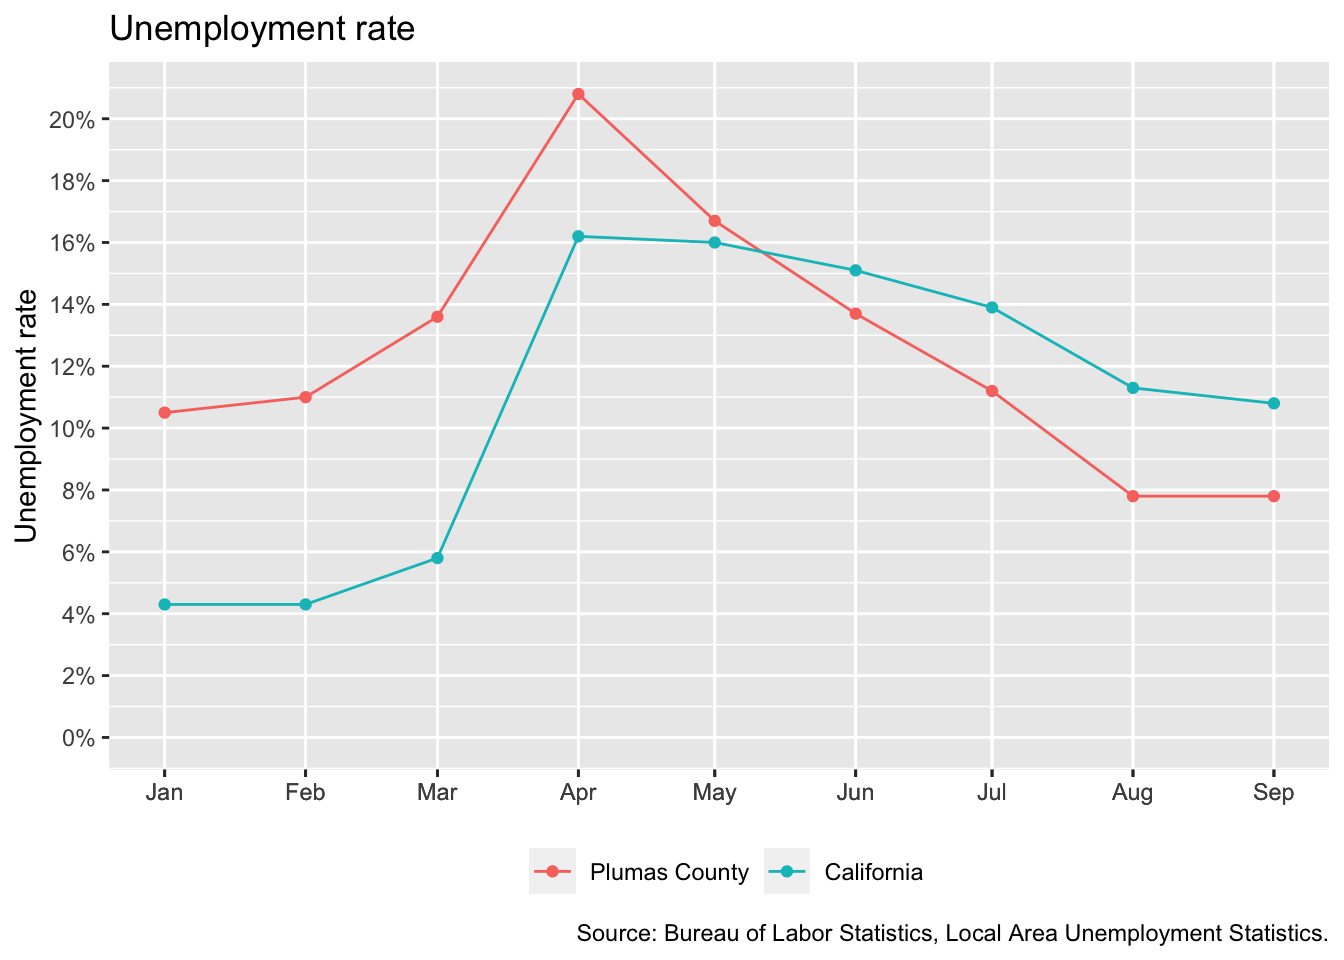 Unemployment rate
Unemployment rate
20%
18%
16%
14%
12%
10%
8%
6%
4%
2%
0%
Jan Feb Mar Apr May Jun Jul Aug Sep
Plumas County California
Source: Bureau of Labor Statistics, Local Area Unemployment Statistics.